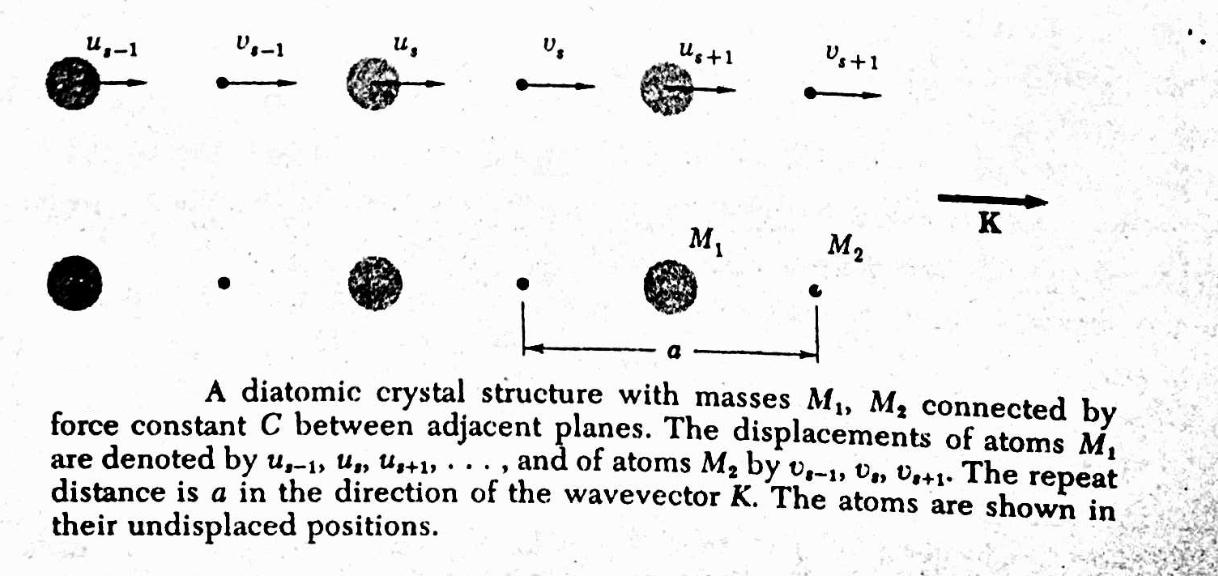 u_{s-1} v_{s-1} u_s v_s u_{s+1} v_{s+1}
K
M_1 M_2
a
A diatomic crystal structure with masses M_1, M_2 connected by
force constant C between adjacent planes. The displacements of atoms M_1
are denoted by u_{s-1}, u_s, u_{s+1}, . . . , and of atoms M_2 by v_{s-1}, v_s, v_{s+1}. The repeat
distance is a in the direction of the wavevector K. The atoms are shown in
their undisplaced positions.